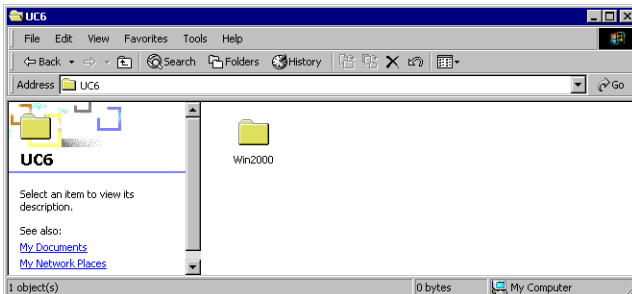 UC6
File Edit View Favorites Tools Help
Back Search Folders History
Address UC6 Go
UC6
Select an item to view its
description.
See also:
My Documents
My Network Places
Win2000
1 object(s) 0 bytes My Computer